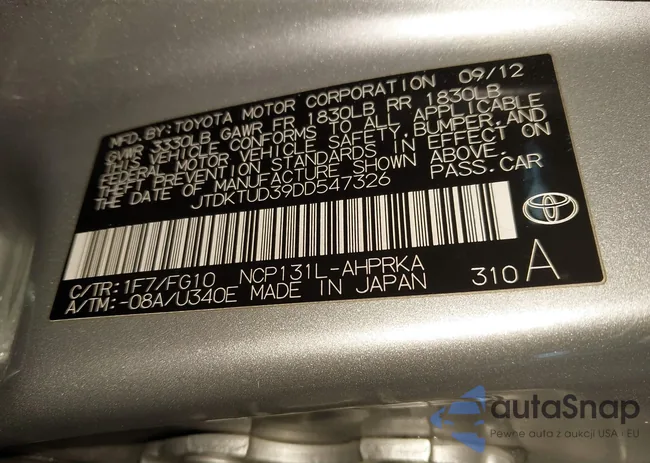 MFD.BY:TOYOTA MOTOR CORPORATION 09/12
GVWR 3330LB GAWR FR 1830LB RR 1830LB
THIS VEHICLE CONFORMS TO ALL APPLICABLE
FEDERAL MOTOR VEHICLE SAFETY,BUMPER,AND
THEFT PREVENTION STANDARDS IN EFFECT ON
THE DATE OF MANUFACTURE SHOWN ABOVE.
JTDKTUD39DD547326 PASS.CAR
C/TR:1F7/FG10 NCP131L-AHPRKA
A/TM:-08A/U340E MADE IN JAPAN 310A
autaSnap
Pewne auta z aukcji USA i EU